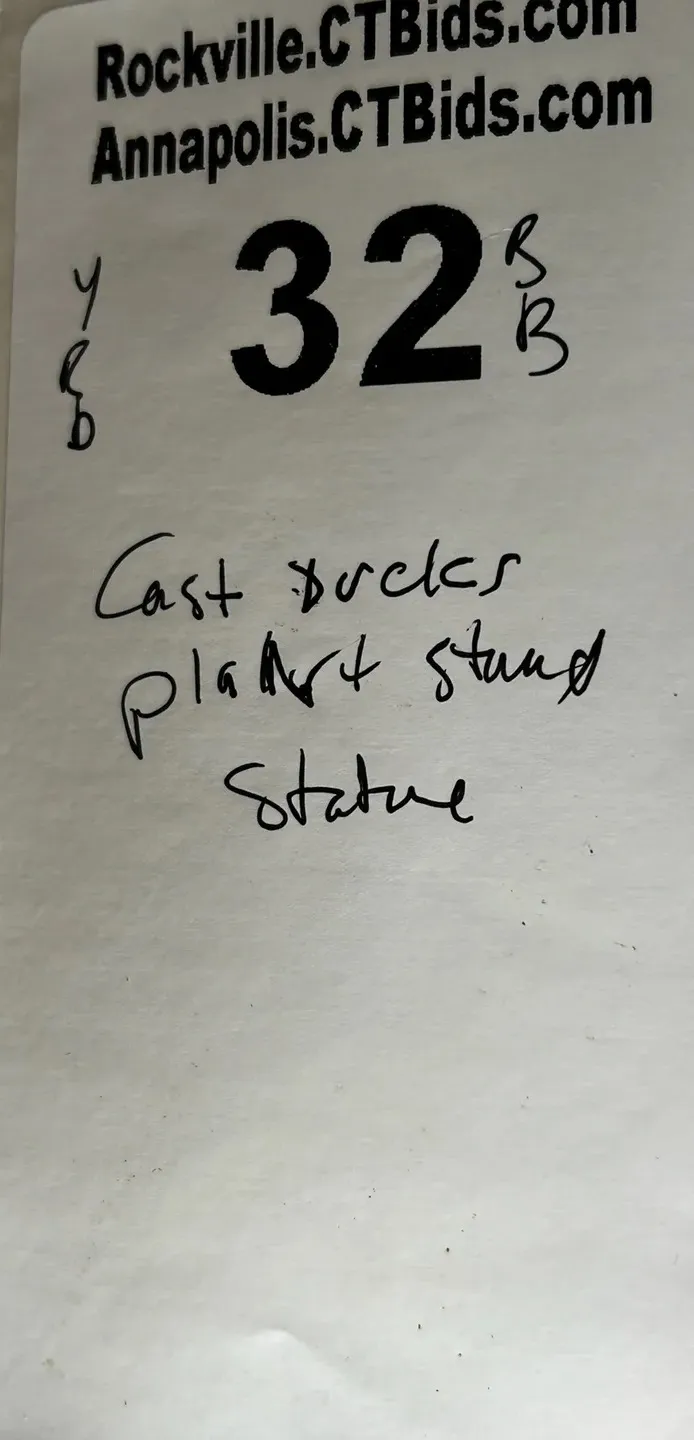 Rockville.CTBids.com
Annapolis.CTBids.com
32
B
B
Y
R
D
Cast ducks
plant stand
statue